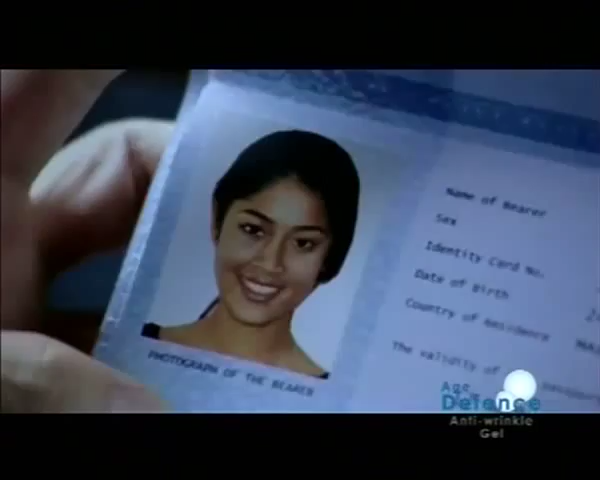 Name of Bearer
Sex
Identity Card No.
Date of Birth
Country of Residence
The validity of
PHOTOGRAPH OF THE BEARER
Age
Defence
Anti-wrinkle
Gel